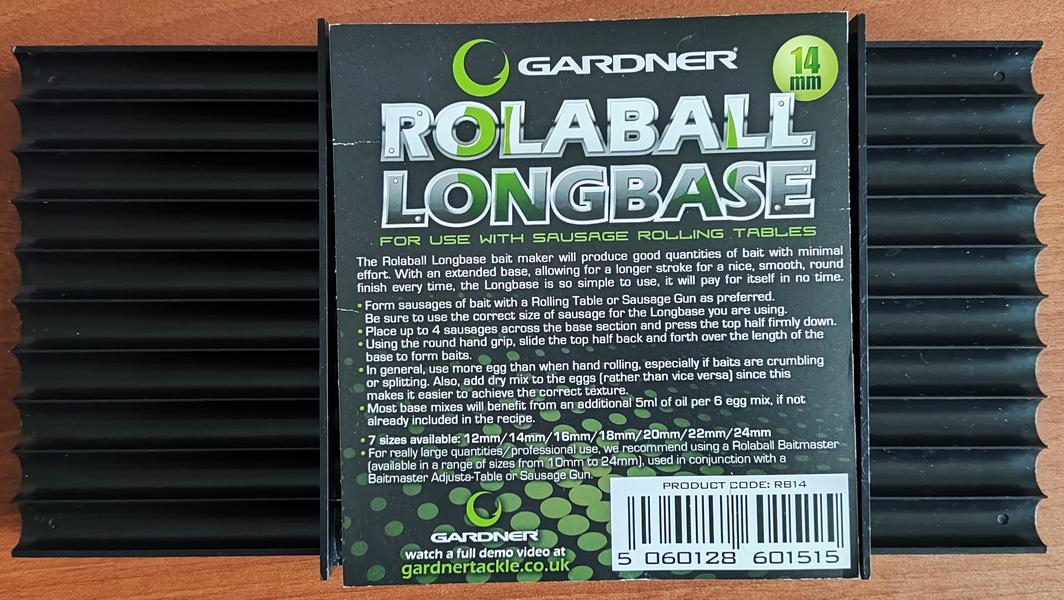 GARDNER®
14
mm
ROLABALL
LONGBASE
FOR USE WITH SAUSAGE ROLLING TABLES
The Rolaball Longbase bait maker will produce good quantities of bait with minimal
effort. With an extended base, allowing for a longer stroke for a nice, smooth, round
finish every time, the Longbase is so simple to use, it will pay for itself in no time.
• Form sausages of bait with a Rolling Table or Sausage Gun as preferred.
Be sure to use the correct size of sausage for the Longbase you are using.
• Place up to 4 sausages across the base section and press the top half firmly down.
• Using the round hand grip, slide the top half back and forth over the length of the
base to form baits.
• In general, use more egg than when hand rolling, especially if baits are crumbling
or splitting. Also, add dry mix to the eggs (rather than vice versa) since this
makes it easier to achieve the correct texture.
• Most base mixes will benefit from an additional 5ml of oil per 6 egg mix, if not
already included in the recipe.
• 7 sizes available: 12mm/14mm/16mm/18mm/20mm/22mm/24mm
• For really large quantities/professional use, we recommend using a Rolaball Baitmaster
(available in a range of sizes from 10mm to 24mm), used in conjunction with a
Baitmaster Adjusta-Table or Sausage Gun.
PRODUCT CODE: RB14
5 060128 601515
GARDNER®
watch a full demo video at
gardnertackle.co.uk